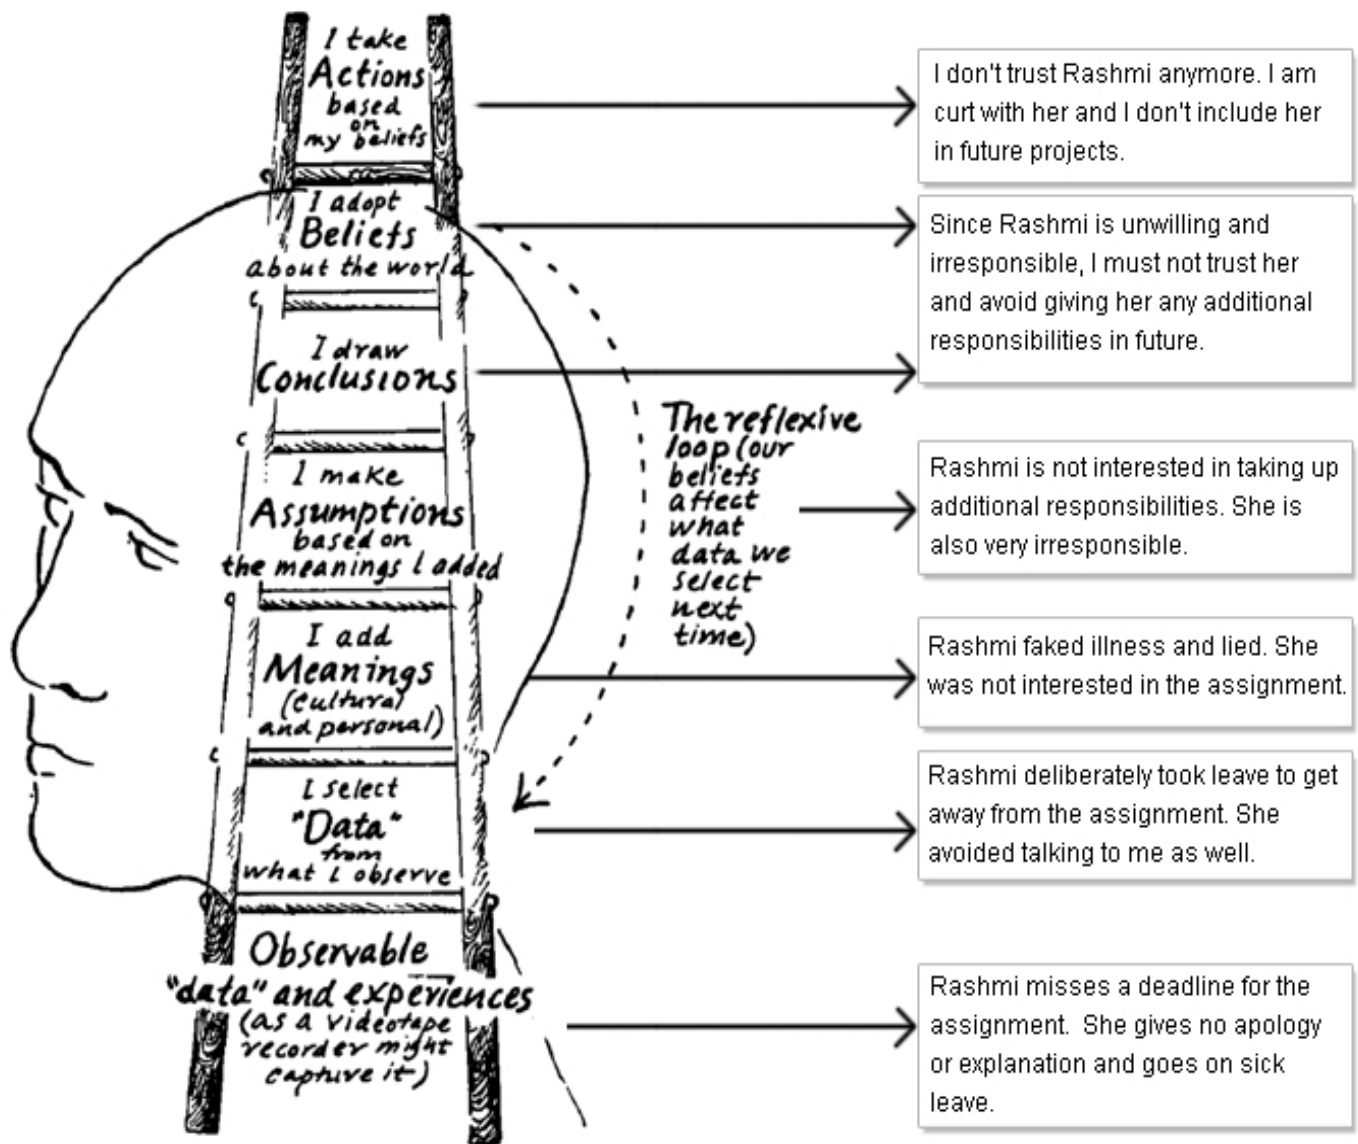 I take
Actions
based
on
my beliefs
I adopt
Beliefs
about the world
I draw
Conclusions
I make
Assumptions
based on
the meanings I added
I add
Meanings
(cultural
and personal)
I select
"Data"
from
what I observe
Observable
"data" and experiences
(as a videotape
recorder might
capture it)
The reflexive
loop (our
beliefs
affect
what
data we
select
next
time)
I don't trust Rashmi anymore. I am
curt with her and I don't include her
in future projects.
Since Rashmi is unwilling and
irresponsible, I must not trust her
and avoid giving her any additional
responsibilities in future.
Rashmi is not interested in taking up
additional responsibilities. She is
also very irresponsible.
Rashmi faked illness and lied. She
was not interested in the assignment.
Rashmi deliberately took leave to get
away from the assignment. She
avoided talking to me as well.
Rashmi misses a deadline for the
assignment.  She gives no apology
or explanation and goes on sick
leave.